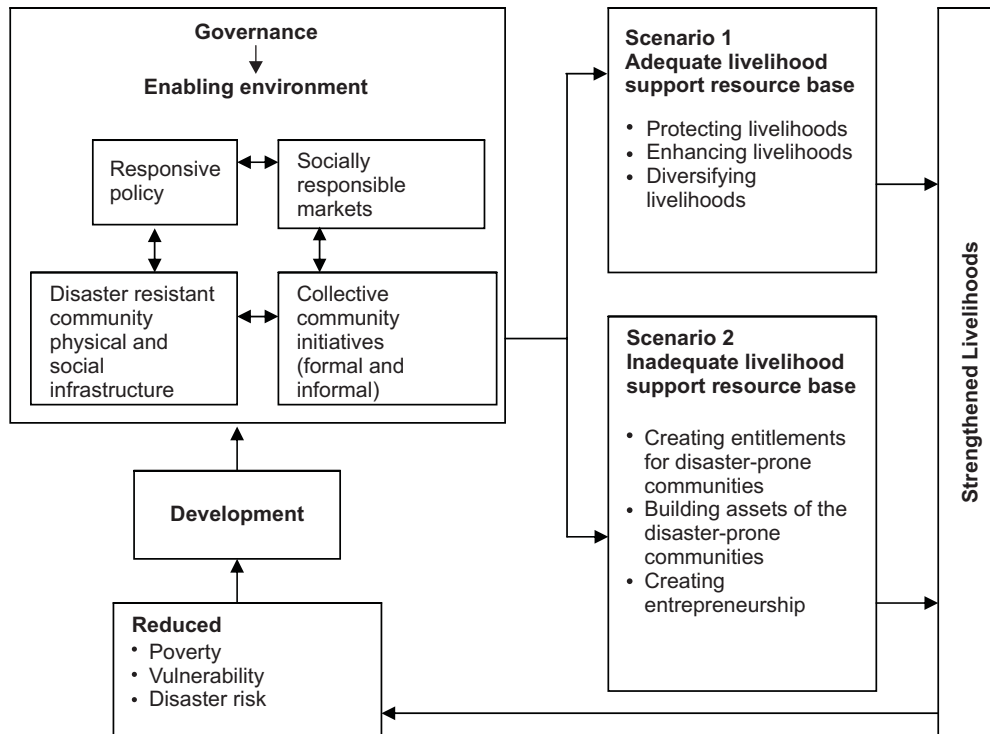 Governance
Enabling environment
Responsive
policy
Socially
responsible
markets
Disaster resistant
community
physical and
social
infrastructure
Collective
community
initiatives
(formal and
informal)
Development
Reduced
• Poverty
• Vulnerability
• Disaster risk
Scenario 1
Adequate livelihood
support resource base
• Protecting livelihoods
• Enhancing livelihoods
• Diversifying
livelihoods
Scenario 2
Inadequate livelihood
support resource base
• Creating entitlements
for disaster-prone
communities
• Building assets of the
disaster-prone
communities
• Creating
entrepreneurship
Strengthened Livelihoods